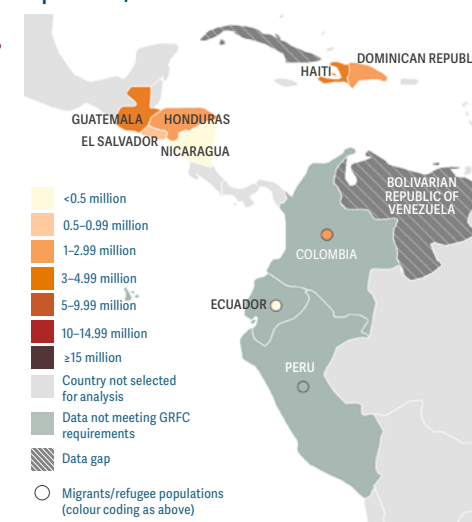 DOMINICAN REPUBL
HAITI
GUATEMALA
HONDURAS
EL SALVADOR
NICARAGUA
BOLIVARIAN
REPUBLIC OF
VENEZUELA
COLOMBIA
ECUADOR
PERU
<0.5 million
0.5–0.99 million
1–2.99 million
3–4.99 million
5–9.99 million
10–14.99 million
≥15 million
Country not selected
for analysis
Data not meeting GRFC
requirements
Data gap
Migrants/refugee populations
(colour coding as above)